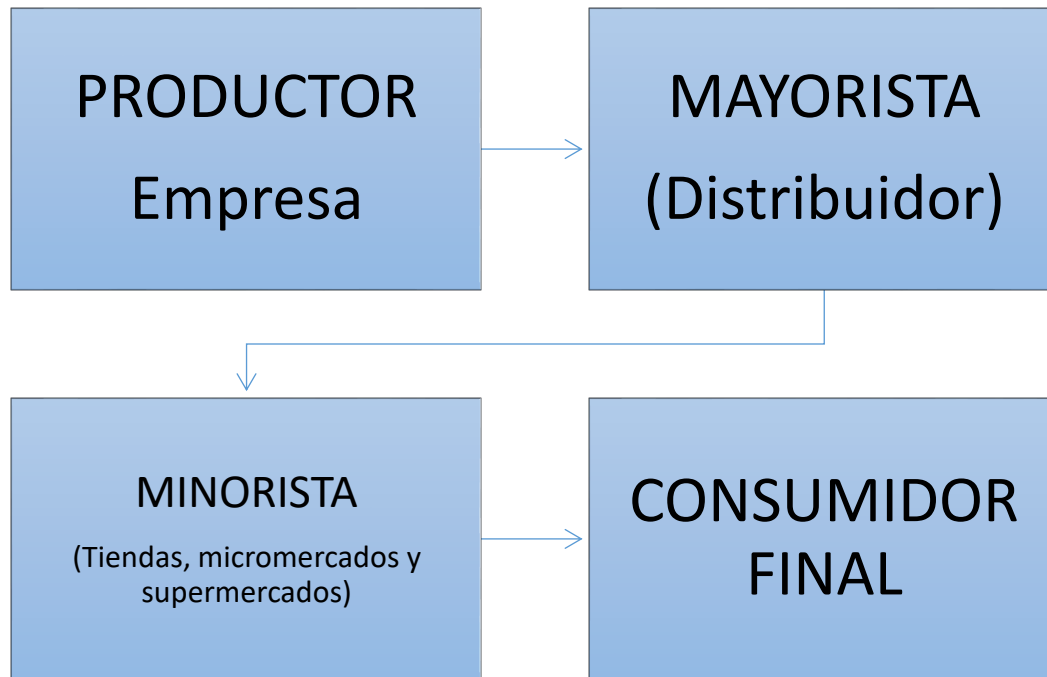 PRODUCTOR
Empresa
MAYORISTA
(Distribuidor)
MINORISTA
(Tiendas, micromercados y
supermercados)
CONSUMIDOR
FINAL